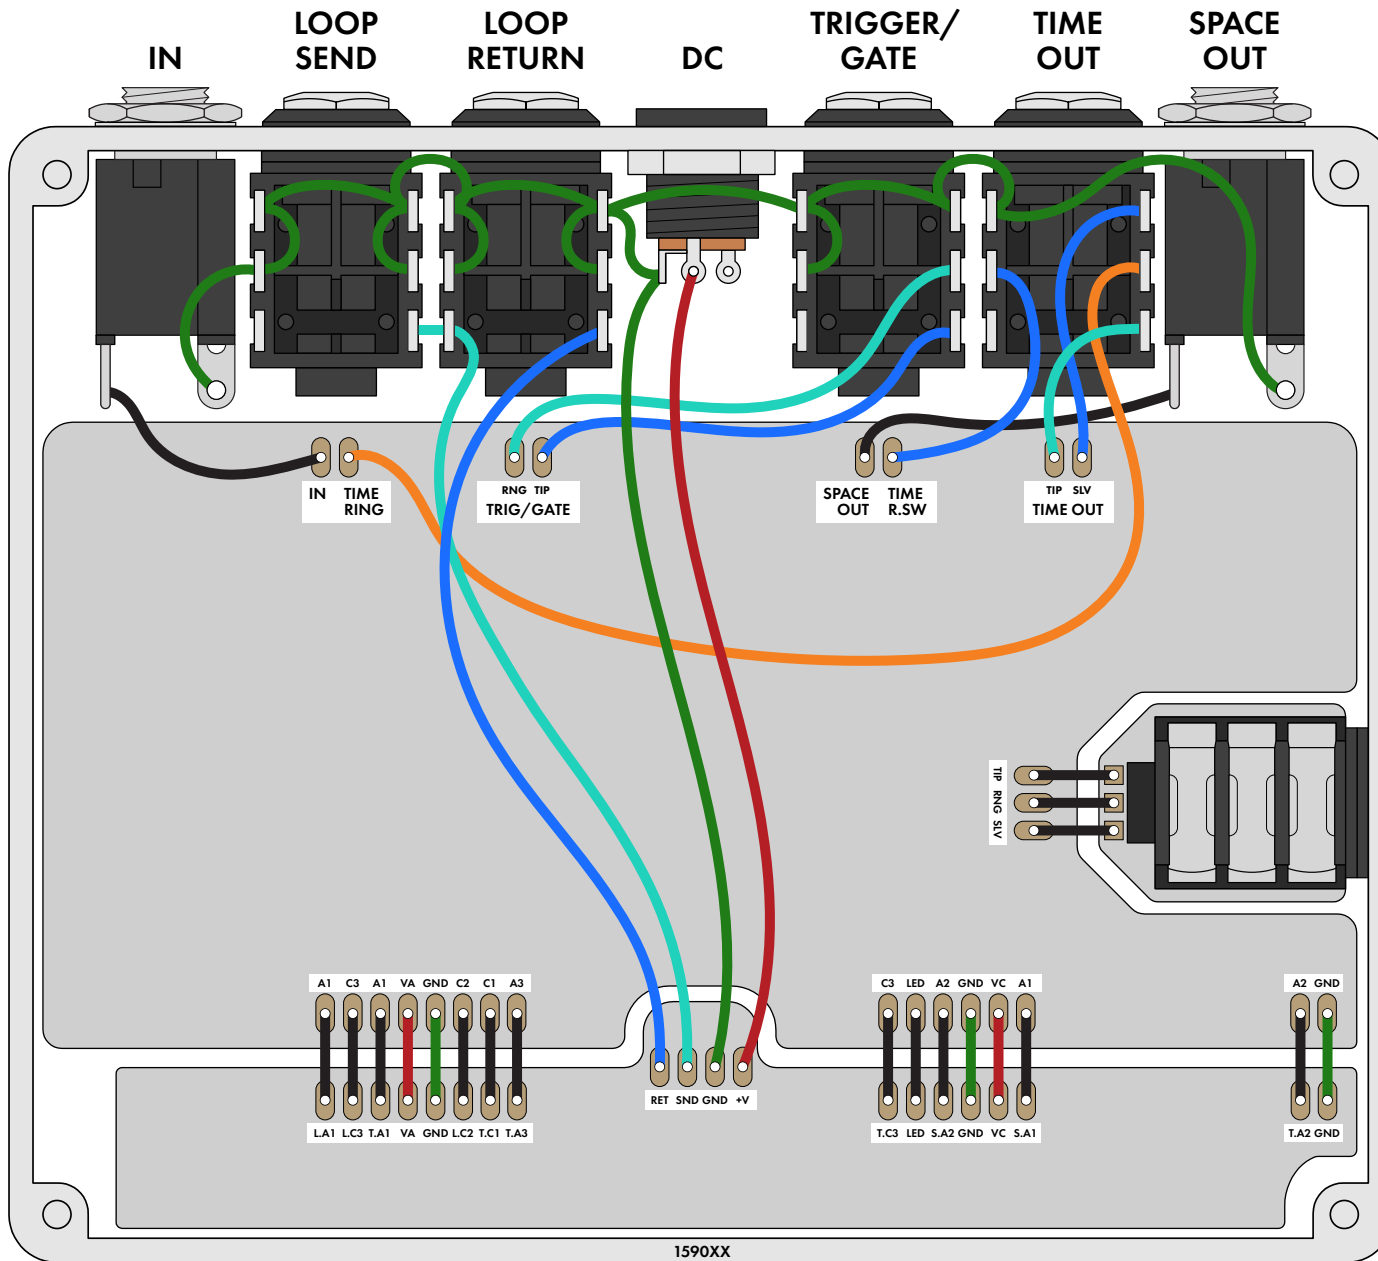 IN
LOOP
SEND
LOOP
RETURN
DC
TRIGGER/
GATE
TIME
OUT
SPACE
OUT
IN TIME
RING
RNG TIP
TRIG/GATE
SPACE TIME
OUT R.SW
TIP SLV
TIME OUT
TIP
RNG
SLV
A1 C3 A1 VA GND C2 C1 A3
L.A1 L.C3 T.A1 VA GND L.C2 T.C1 T.A3
RET SND GND +V
C3 LED A2 GND VC A1
T.C3 LED S.A2 GND VC S.A1
A2 GND
T.A2 GND
1590XX